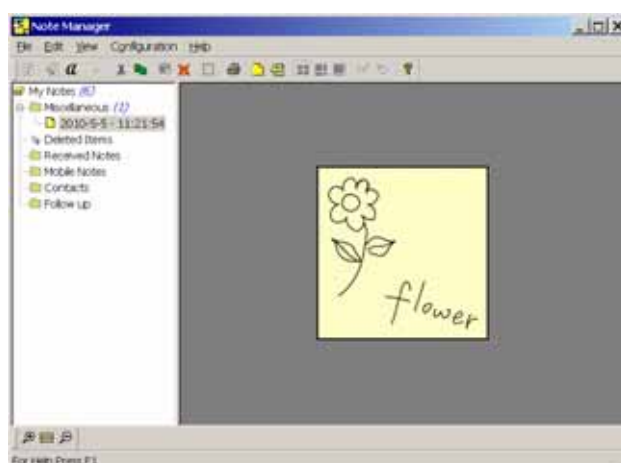 Note Manager
File Edit View Configuration Help
My Notes (6)
Miscellaneous (1)
2010-5-5 - 11:21:54
Deleted Items
Received Notes
Mobile Notes
Contacts
Follow up
flower
For Help Press F1